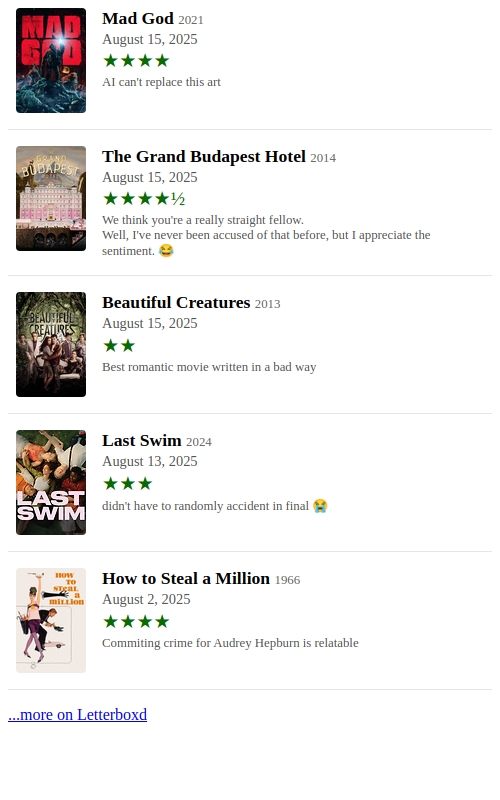 MAD
GOD
Mad God 2021
August 15, 2025
★★★★
AI can't replace this art
GRAND
BUDAPEST
The Grand Budapest Hotel 2014
August 15, 2025
★★★★½
We think you're a really straight fellow.
Well, I've never been accused of that before, but I appreciate the
sentiment. 😂
BEAUTIFUL
CREATURES
Beautiful Creatures 2013
August 15, 2025
★★
Best romantic movie written in a bad way
LAST
SWIM
Last Swim 2024
August 13, 2025
★★★
didn't have to randomly accident in final 😭
HOW
TO
STEAL
a
MILLION
How to Steal a Million 1966
August 2, 2025
★★★★
Commiting crime for Audrey Hepburn is relatable
...more on Letterboxd